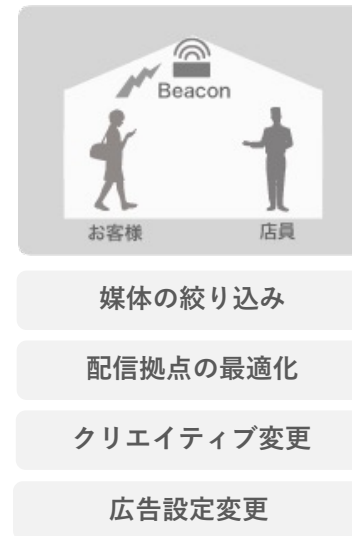 Beacon
お客様
店員
媒体の絞り込み
配信拠点の最適化
クリエイティブ変更
広告設定変更